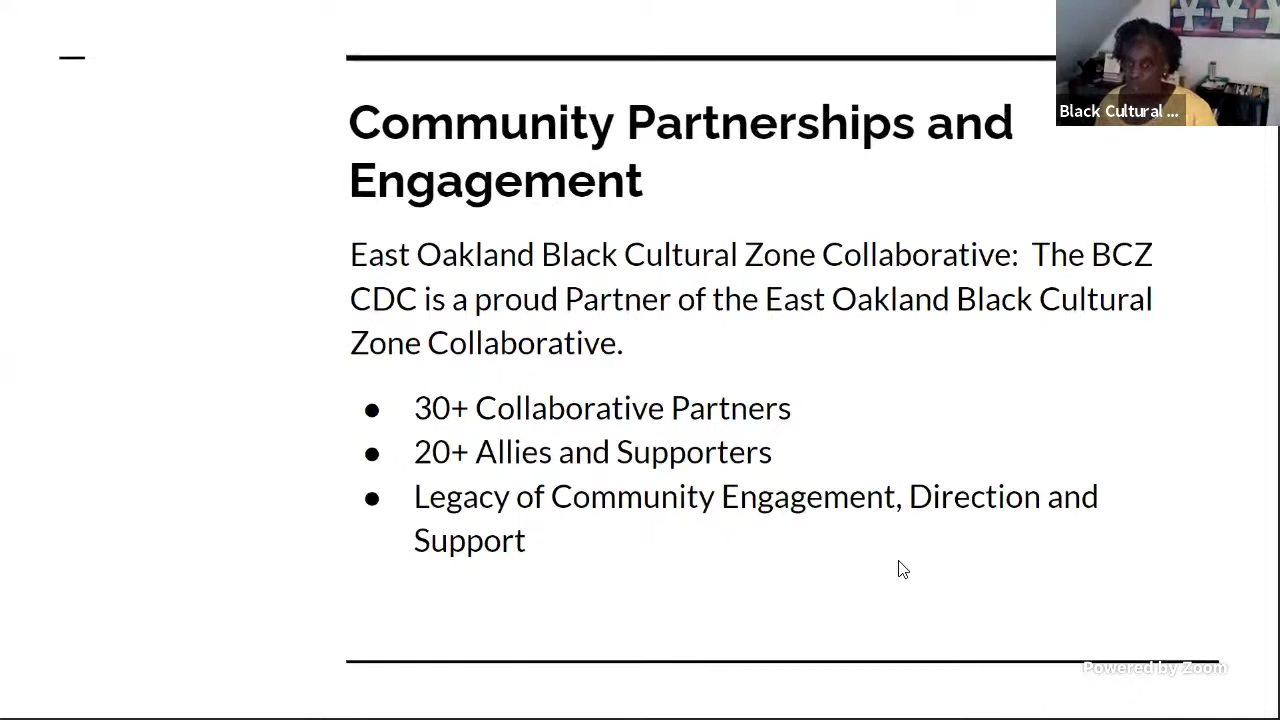 Black Cultural ...
Community Partnerships and
Engagement
East Oakland Black Cultural Zone Collaborative: The BCZ
CDC is a proud Partner of the East Oakland Black Cultural
Zone Collaborative.
● 30+ Collaborative Partners
● 20+ Allies and Supporters
● Legacy of Community Engagement, Direction and
Support
Powered by Zoom